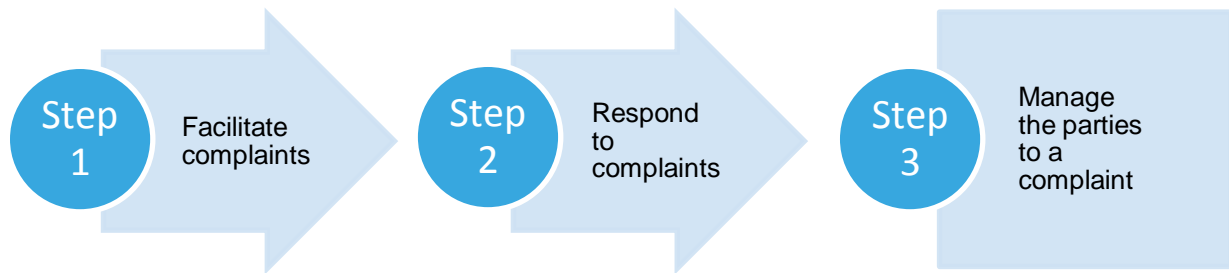 Step
1
Facilitate
complaints
Step
2
Respond
to
complaints
Step
3
Manage
the parties
to a
complaint